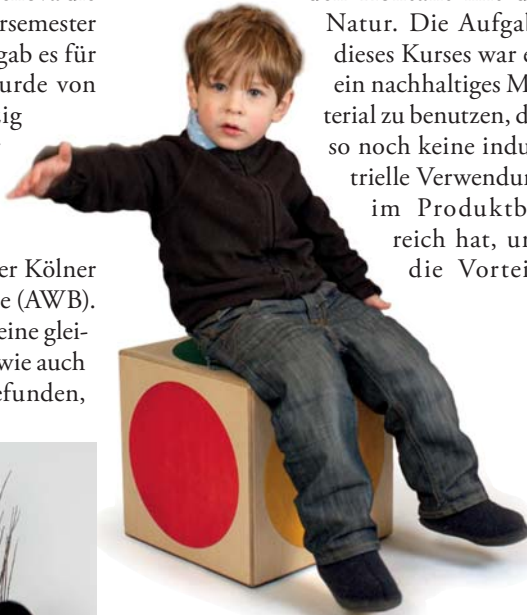 rsemester
gab es für
urde von
ig
er Kölner
e (AWB).
eine glei-
wie auch
efunden,
Natur. Die Aufgab
dieses Kurses war e
ein nachhaltiges M
terial zu benutzen, d
so noch keine indu
trielle Verwendun
im Produktb
reich hat, un
die Vortei